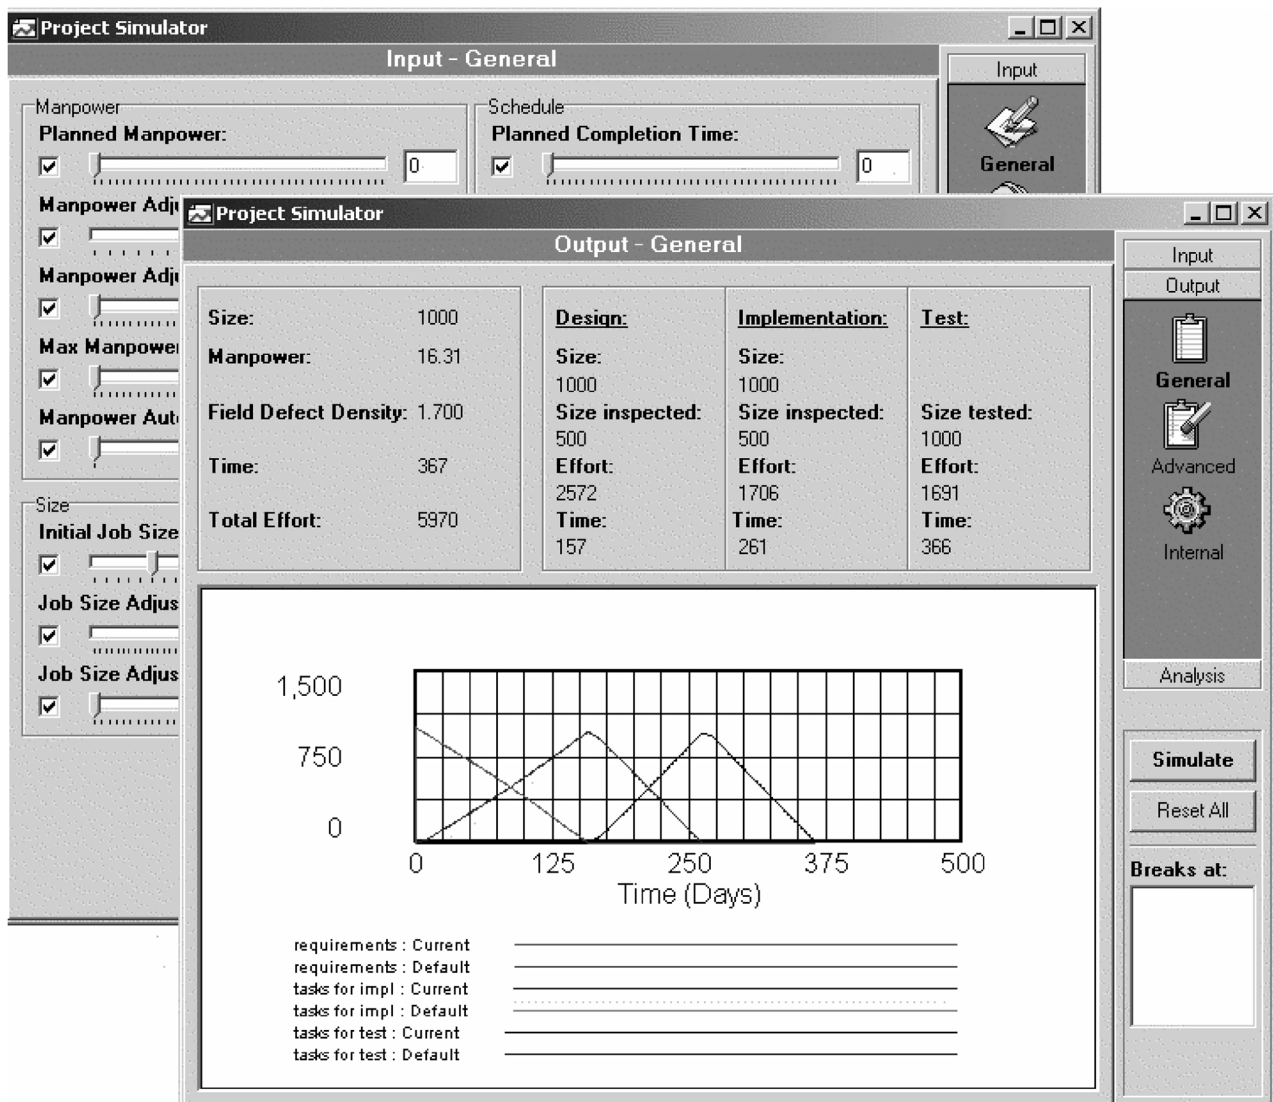 Project Simulator
Input - General
Input
Manpower
Planned Manpower:
0
Schedule
Planned Completion Time:
0
General
Manpower Adju
Manpower Adju
Max Manpower
Manpower Auto
Size
Initial Job Size
Job Size Adjus
Job Size Adjus
Project Simulator
Output - General
Input
Output
General
Advanced
Internal
Analysis
Size: 1000
Manpower: 16.31
Field Defect Density: 1.700
Time: 367
Total Effort: 5970
Design: Implementation: Test:
Size: Size:
1000 1000
Size inspected: Size inspected: Size tested:
500 500 1000
Effort: Effort: Effort:
2572 1706 1691
Time: Time: Time:
157 261 366
1,500
750
0
0 125 250 375 500
Time (Days)
requirements : Current
requirements : Default
tasks for impl : Current
tasks for impl : Default
tasks for test : Current
tasks for test : Default
Simulate
Reset All
Breaks at: